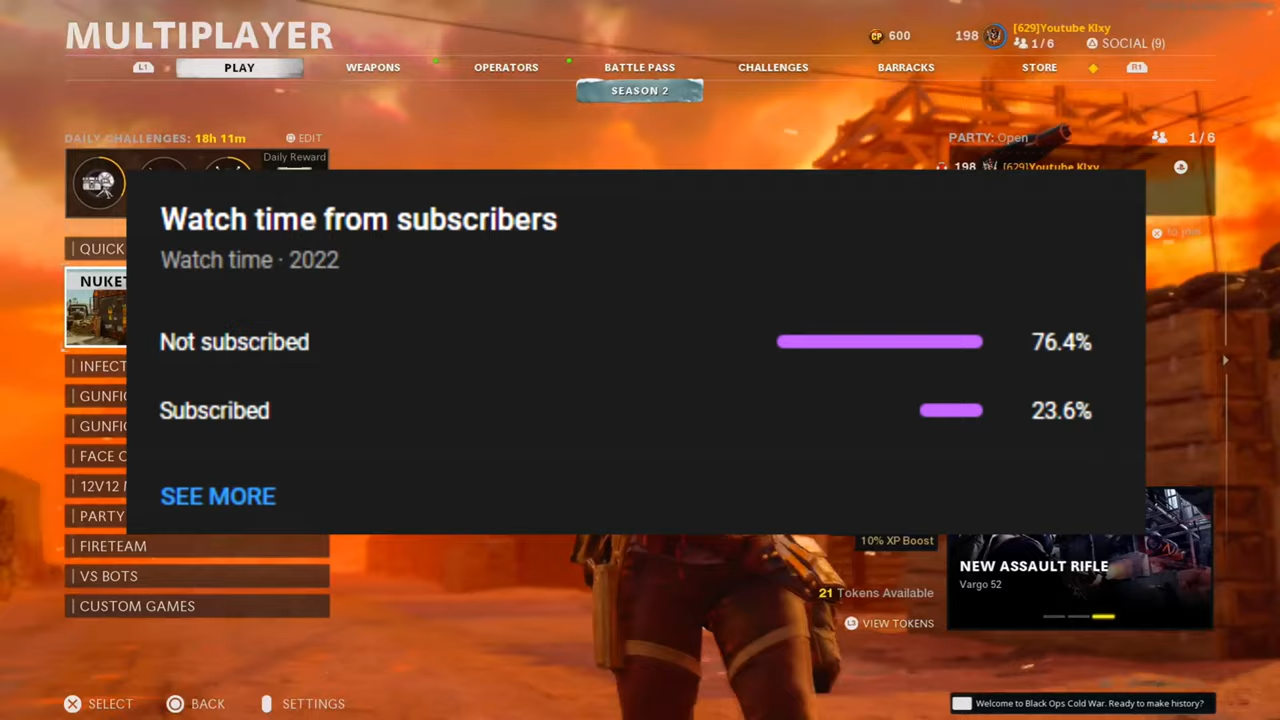 MULTIPLAYER
CP 600
198
[629]Youtube Klxy
1/6
SOCIAL (9)
L1
PLAY
WEAPONS
OPERATORS
BATTLE PASS
CHALLENGES
BARRACKS
STORE
R1
SEASON 2
DAILY CHALLENGES: 18h 11m
EDIT
PARTY: Open
1/6
Daily Reward
198 [629]Youtube Klxy
to join
QUICK
NUKET
INFECT
GUNFI
GUNFI
FACE
12V12
PARTY
FIRETEAM
VS BOTS
CUSTOM GAMES
Watch time from subscribers
Watch time · 2022
Not subscribed 76.4%
Subscribed 23.6%
SEE MORE
10% XP Boost
21 Tokens Available
L3 VIEW TOKENS
NEW ASSAULT RIFLE
Vargo 52
SELECT
BACK
SETTINGS
Welcome to Black Ops Cold War. Ready to make history?